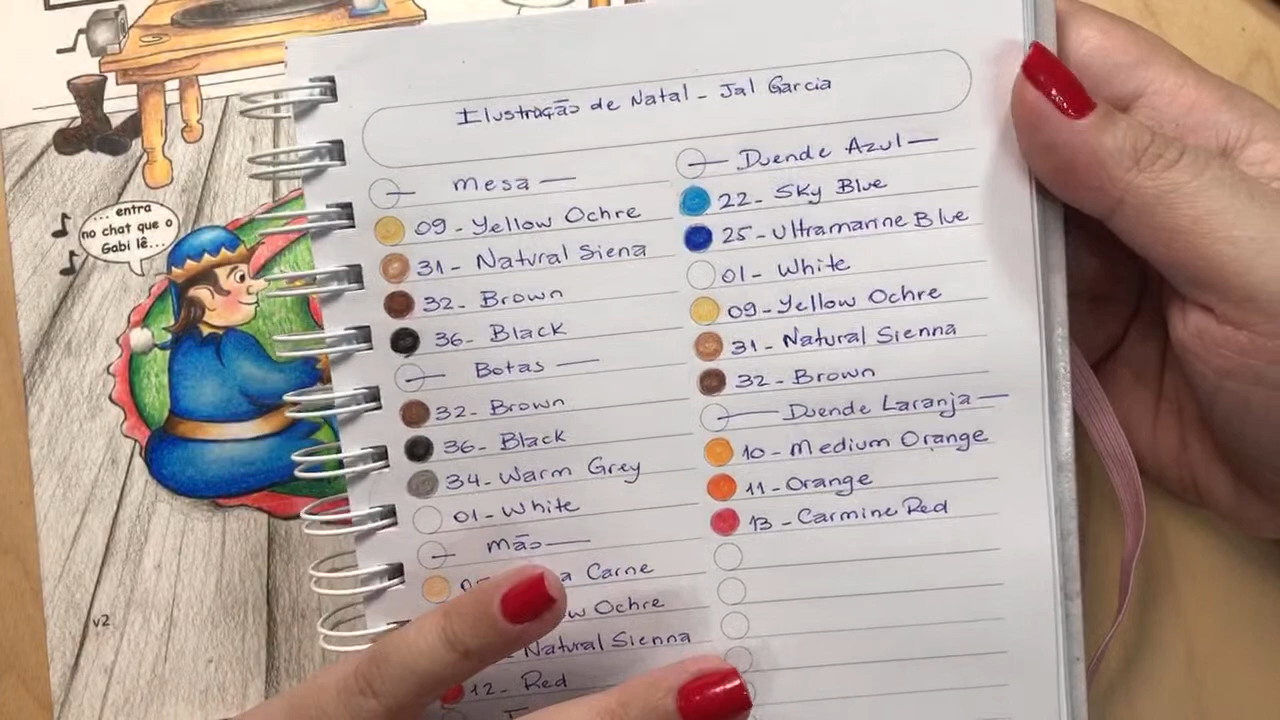 Ilustração de Natal - Jal Garcia
Mesa
09 - Yellow Ochre
31 - Natural Siena
32 - Brown
36 - Black
Botas
32 - Brown
36 - Black
34 - Warm Grey
01 - White
Mão
Carne
Ochre
Natural Sienna
12 - Red
Duende Azul
22 - Sky Blue
25 - Ultramarine Blue
01 - White
09 - Yellow Ochre
31 - Natural Sienna
32 - Brown
Duende Laranja
10 - Medium Orange
11 - Orange
13 - Carmine Red
... entra
no chat que o
Gabi lê...
v2